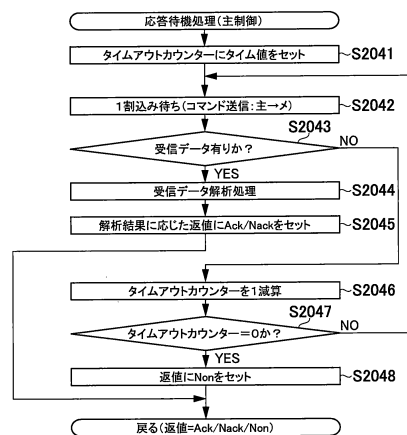 応答待機処理(主制御)
タイムアウトカウンターにタイム値をセット
S2041
1割込み待ち(コマンド送信:主→メ)
S2042
S2043
受信データ有りか?
NO
YES
受信データ解析処理
S2044
解析結果に応じた返値にAck/Nackをセット
S2045
タイムアウトカウンターを1減算
S2046
S2047
タイムアウトカウンター=0か?
NO
YES
返値にNonをセット
S2048
戻る(返値=Ack/Nack/Non)